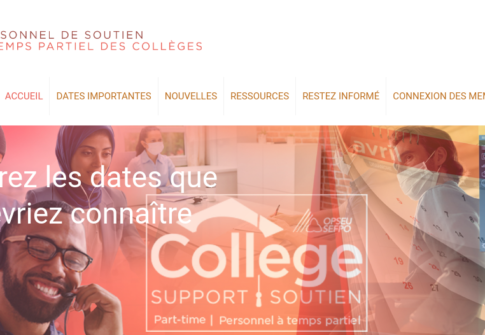 SONNEL DE SOUTIEN
EMPS PARTIEL DES COLLÈGES
ACCUEIL DATES IMPORTANTES NOUVELLES RESSOURCES RESTEZ INFORMÉ CONNEXION DES MEM
rez les dates que
vriez connaître
avril
OPSEU
SEFPO
College
SUPPORT SOUTIEN
Part-time | Personnel à temps partiel